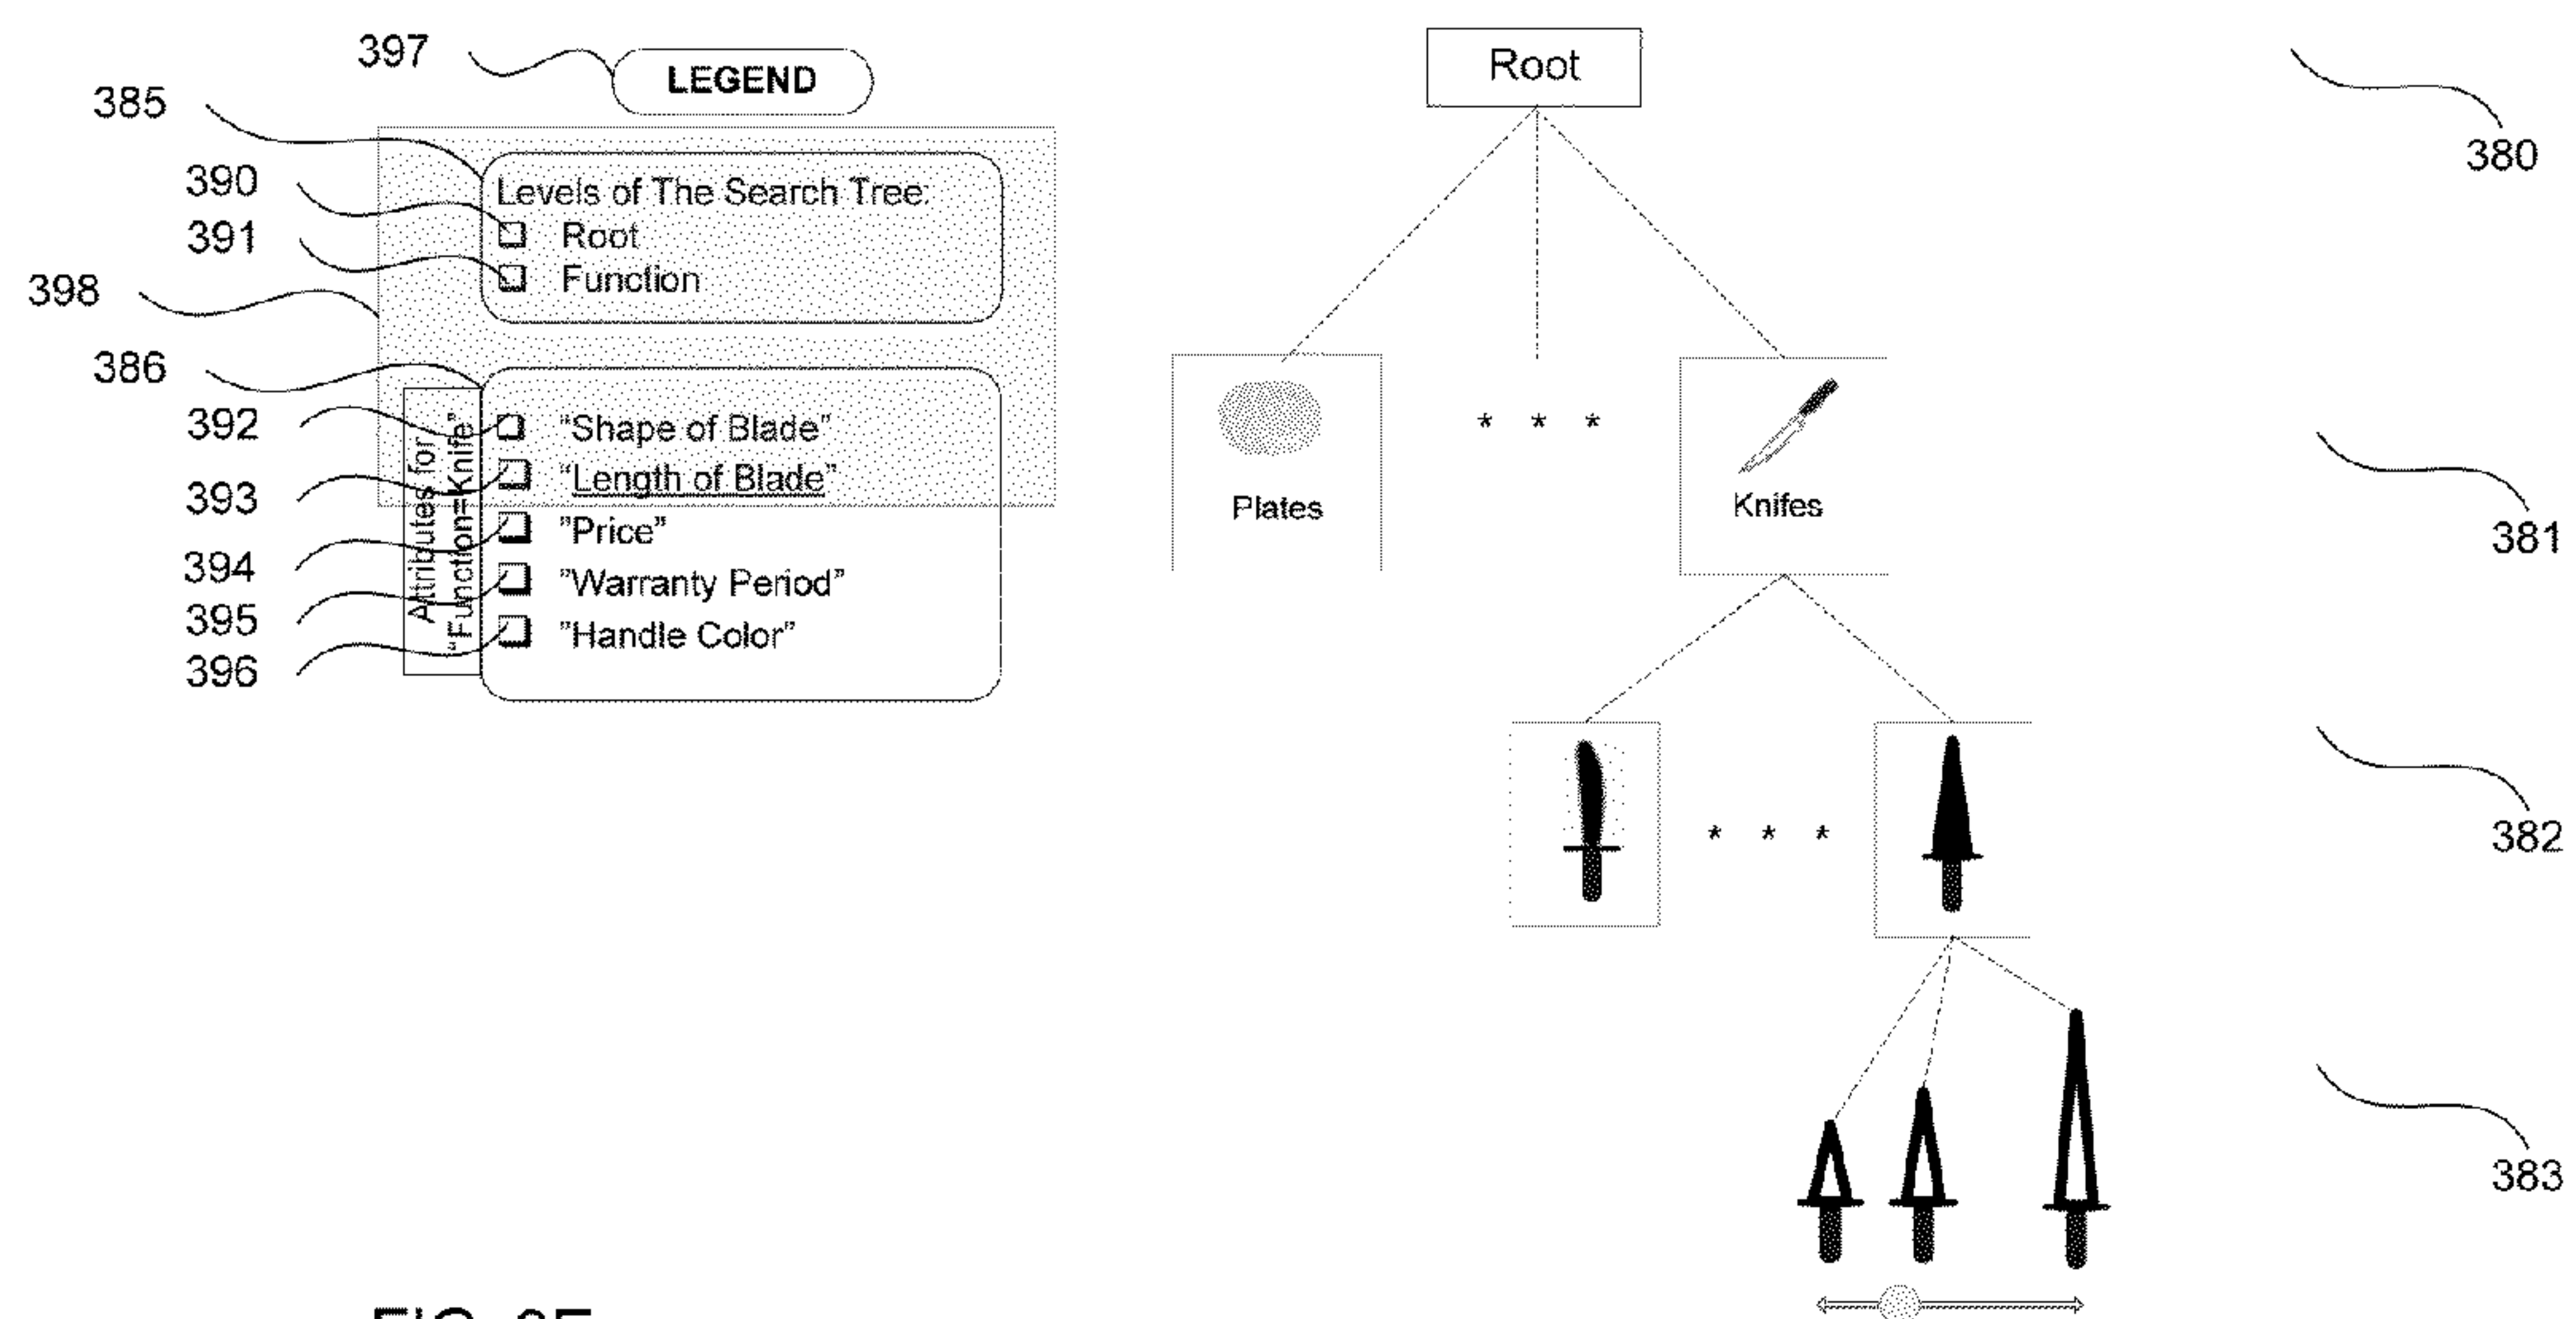 397
LEGEND
385
390
391
398
386
392
393
394
395
396
Levels of The Search Tree:
Root
Function
Attributes for
“Function=Knife”
“Shape of Blade”
“Length of Blade”
”Price”
”Warranty Period”
”Handle Color”
Root
380
Plates
* * *
Knifes
381
* * *
382
383